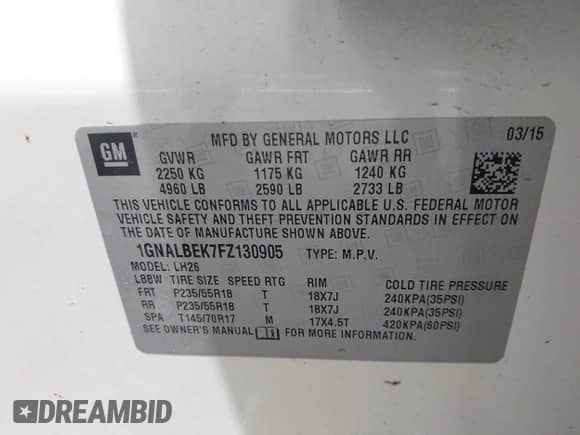 GM
MFD BY GENERAL MOTORS LLC
03/15
GVWR GAWR FRT GAWR RR
2250 KG 1175 KG 1240 KG
4960 LB 2590 LB 2733 LB
THIS VEHICLE CONFORMS TO ALL APPLICABLE U.S. FEDERAL MOTOR
VEHICLE SAFETY AND THEFT PREVENTION STANDARDS IN EFFECT ON
THE DATE OF MANUFACTURE SHOWN ABOVE.
1GNALBEK7FZ130905 TYPE: M.P.V.
MODEL: LH26
LBBW TIRE SIZE SPEED RTG RIM COLD TIRE PRESSURE
FRT P235/55R18 T 18X7J 240KPA(35PSI)
RR P235/55R18 T 18X7J 240KPA(35PSI)
SPA T145/70R17 M 17X4.5T 420KPA(60PSI)
SEE OWNER'S MANUAL FOR MORE INFORMATION.
DREAMBID